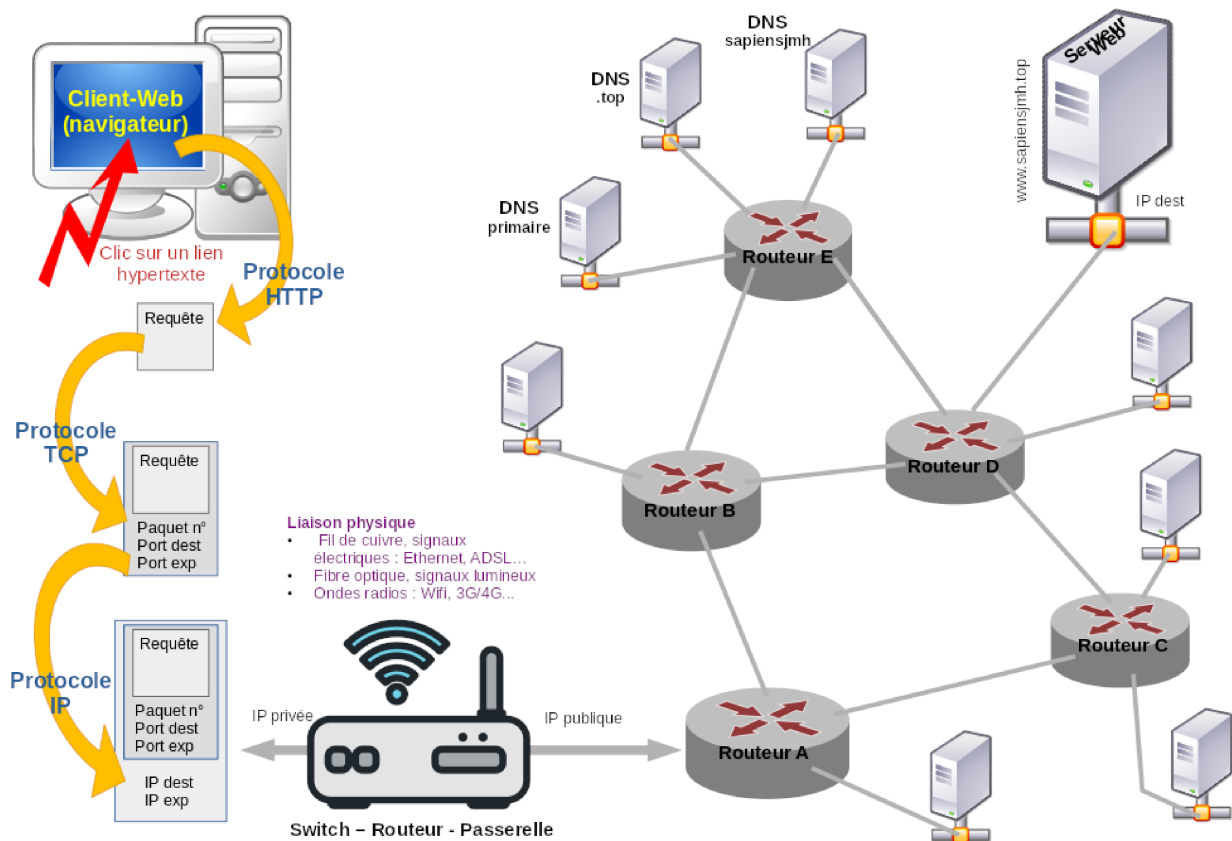 Client-Web
(navigateur)
Clic sur un lien
hypertexte
Protocole
HTTP
Requête
Protocole
TCP
Requête
Paquet n°
Port dest
Port exp
Protocole
IP
Requête
Paquet n°
Port dest
Port exp
IP dest
IP exp
Liaison physique
• Fil de cuivre, signaux
électriques : Ethernet, ADSL...
• Fibre optique, signaux lumineux
• Ondes radios : Wifi, 3G/4G...
IP privée
IP publique
Switch – Routeur - Passerelle
DNS
sapiensjmh
DNS
.top
DNS
primaire
Serveur
Web
www.sapiensjmh.top
IP dest
Routeur E
Routeur D
Routeur B
Routeur C
Routeur A